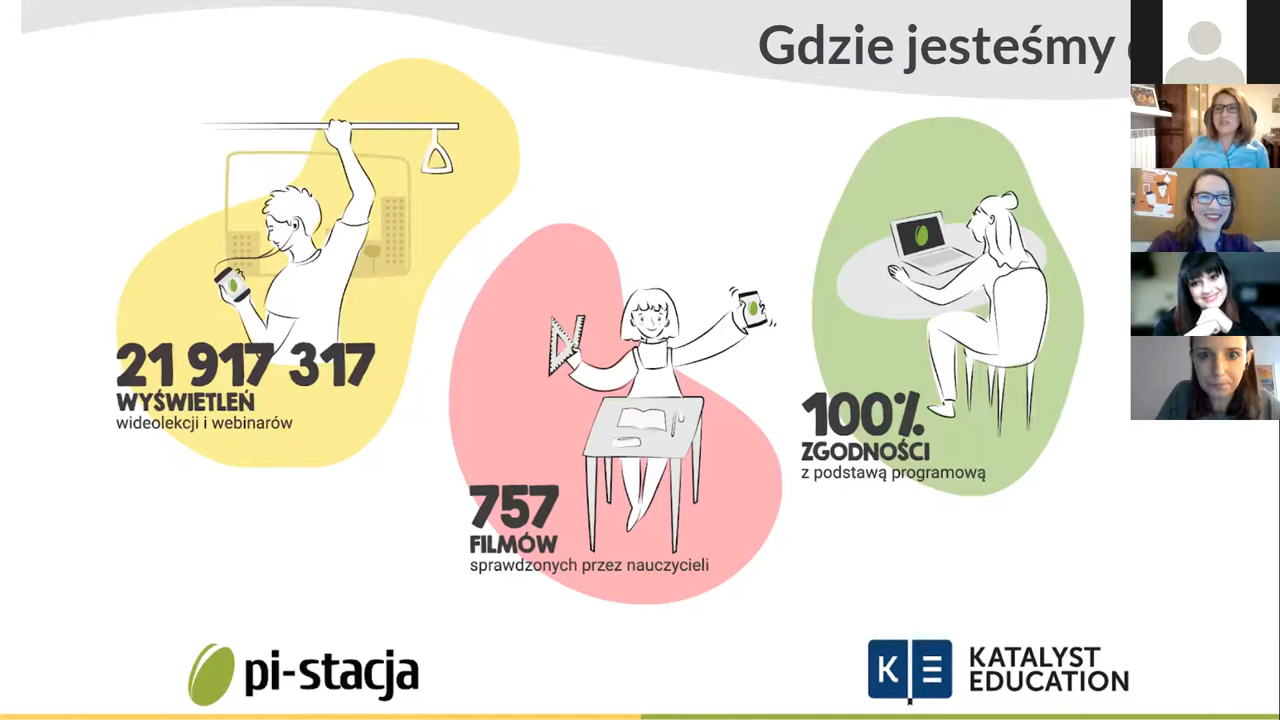 Gdzie jesteśmy
21 917 317
WYŚWIETLEŃ
wideolekcji i webinarów
757
FILMÓW
sprawdzonych przez nauczycieli
100%
ZGODNOŚCI
z podstawą programową
pi-stacja
KE
KATALYST
EDUCATION